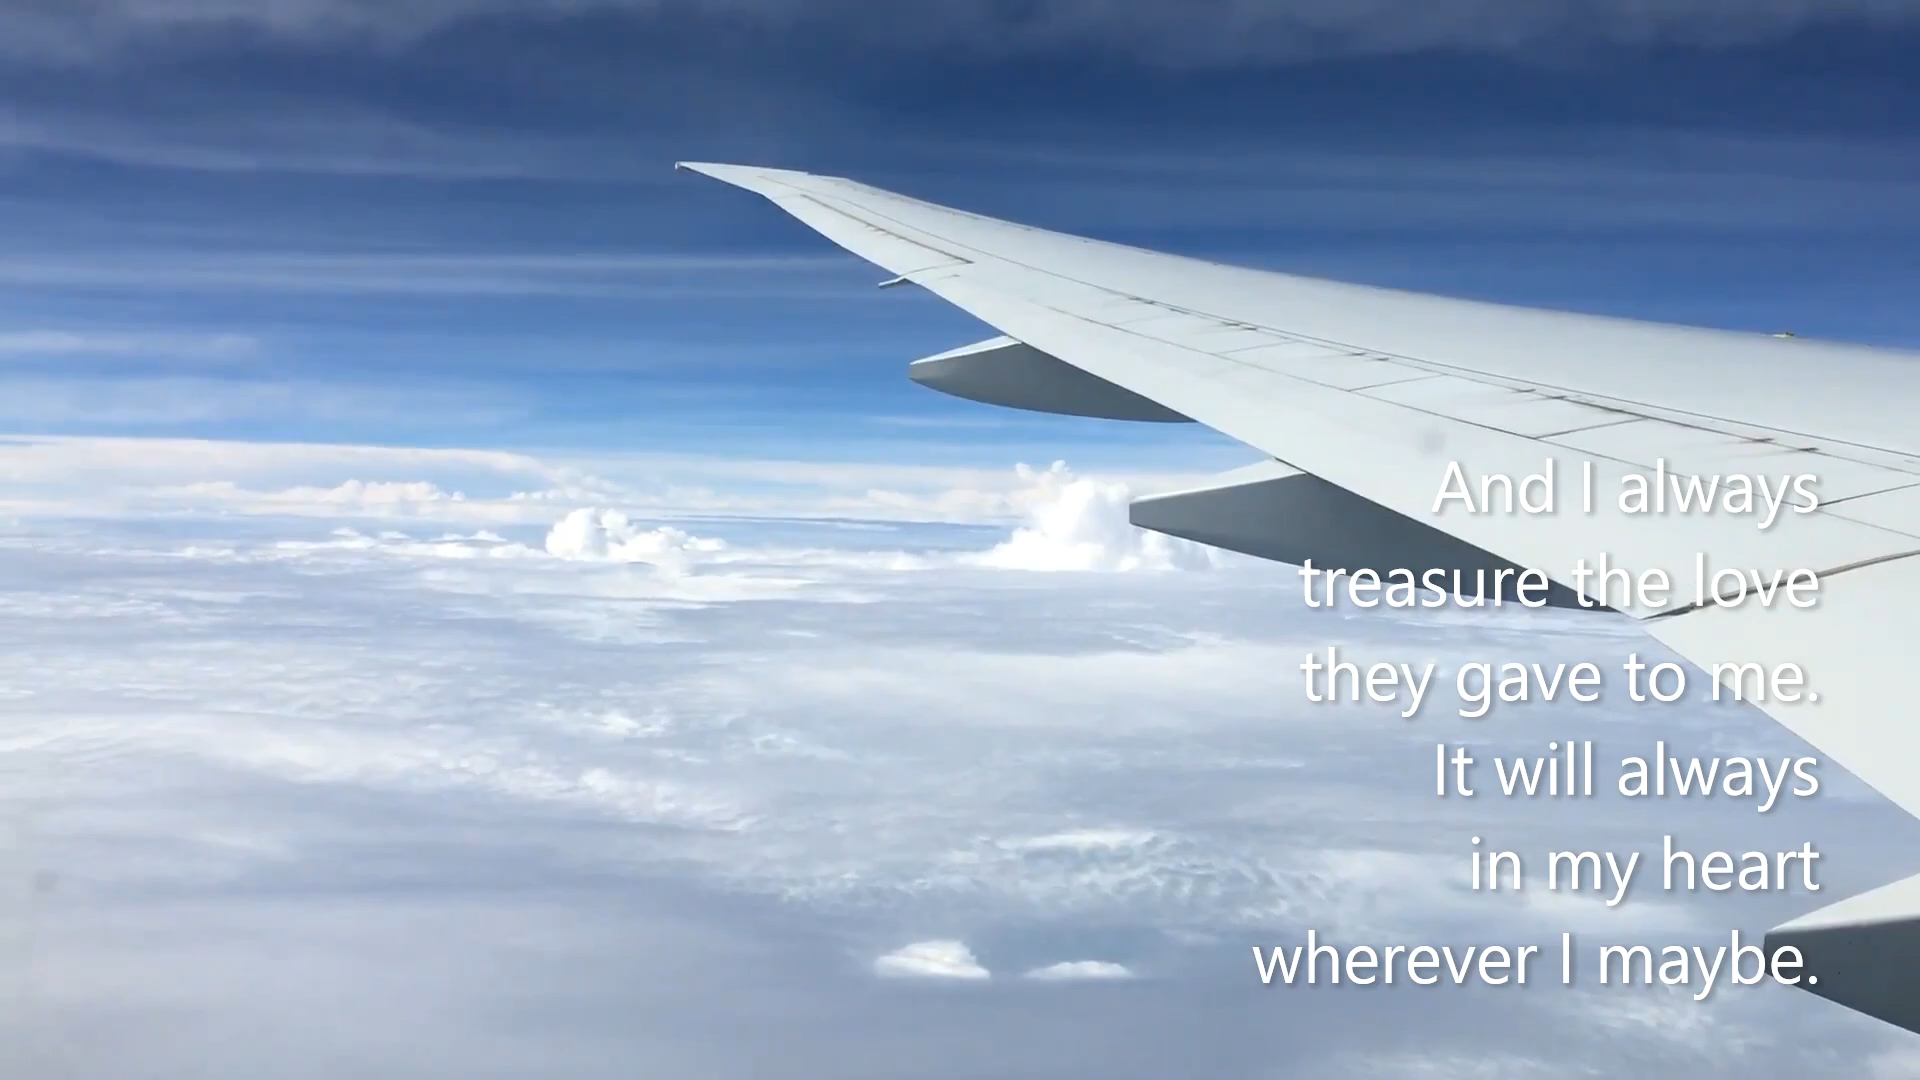 And I always
treasure the love
they gave to me.
It will always
in my heart
wherever I maybe.